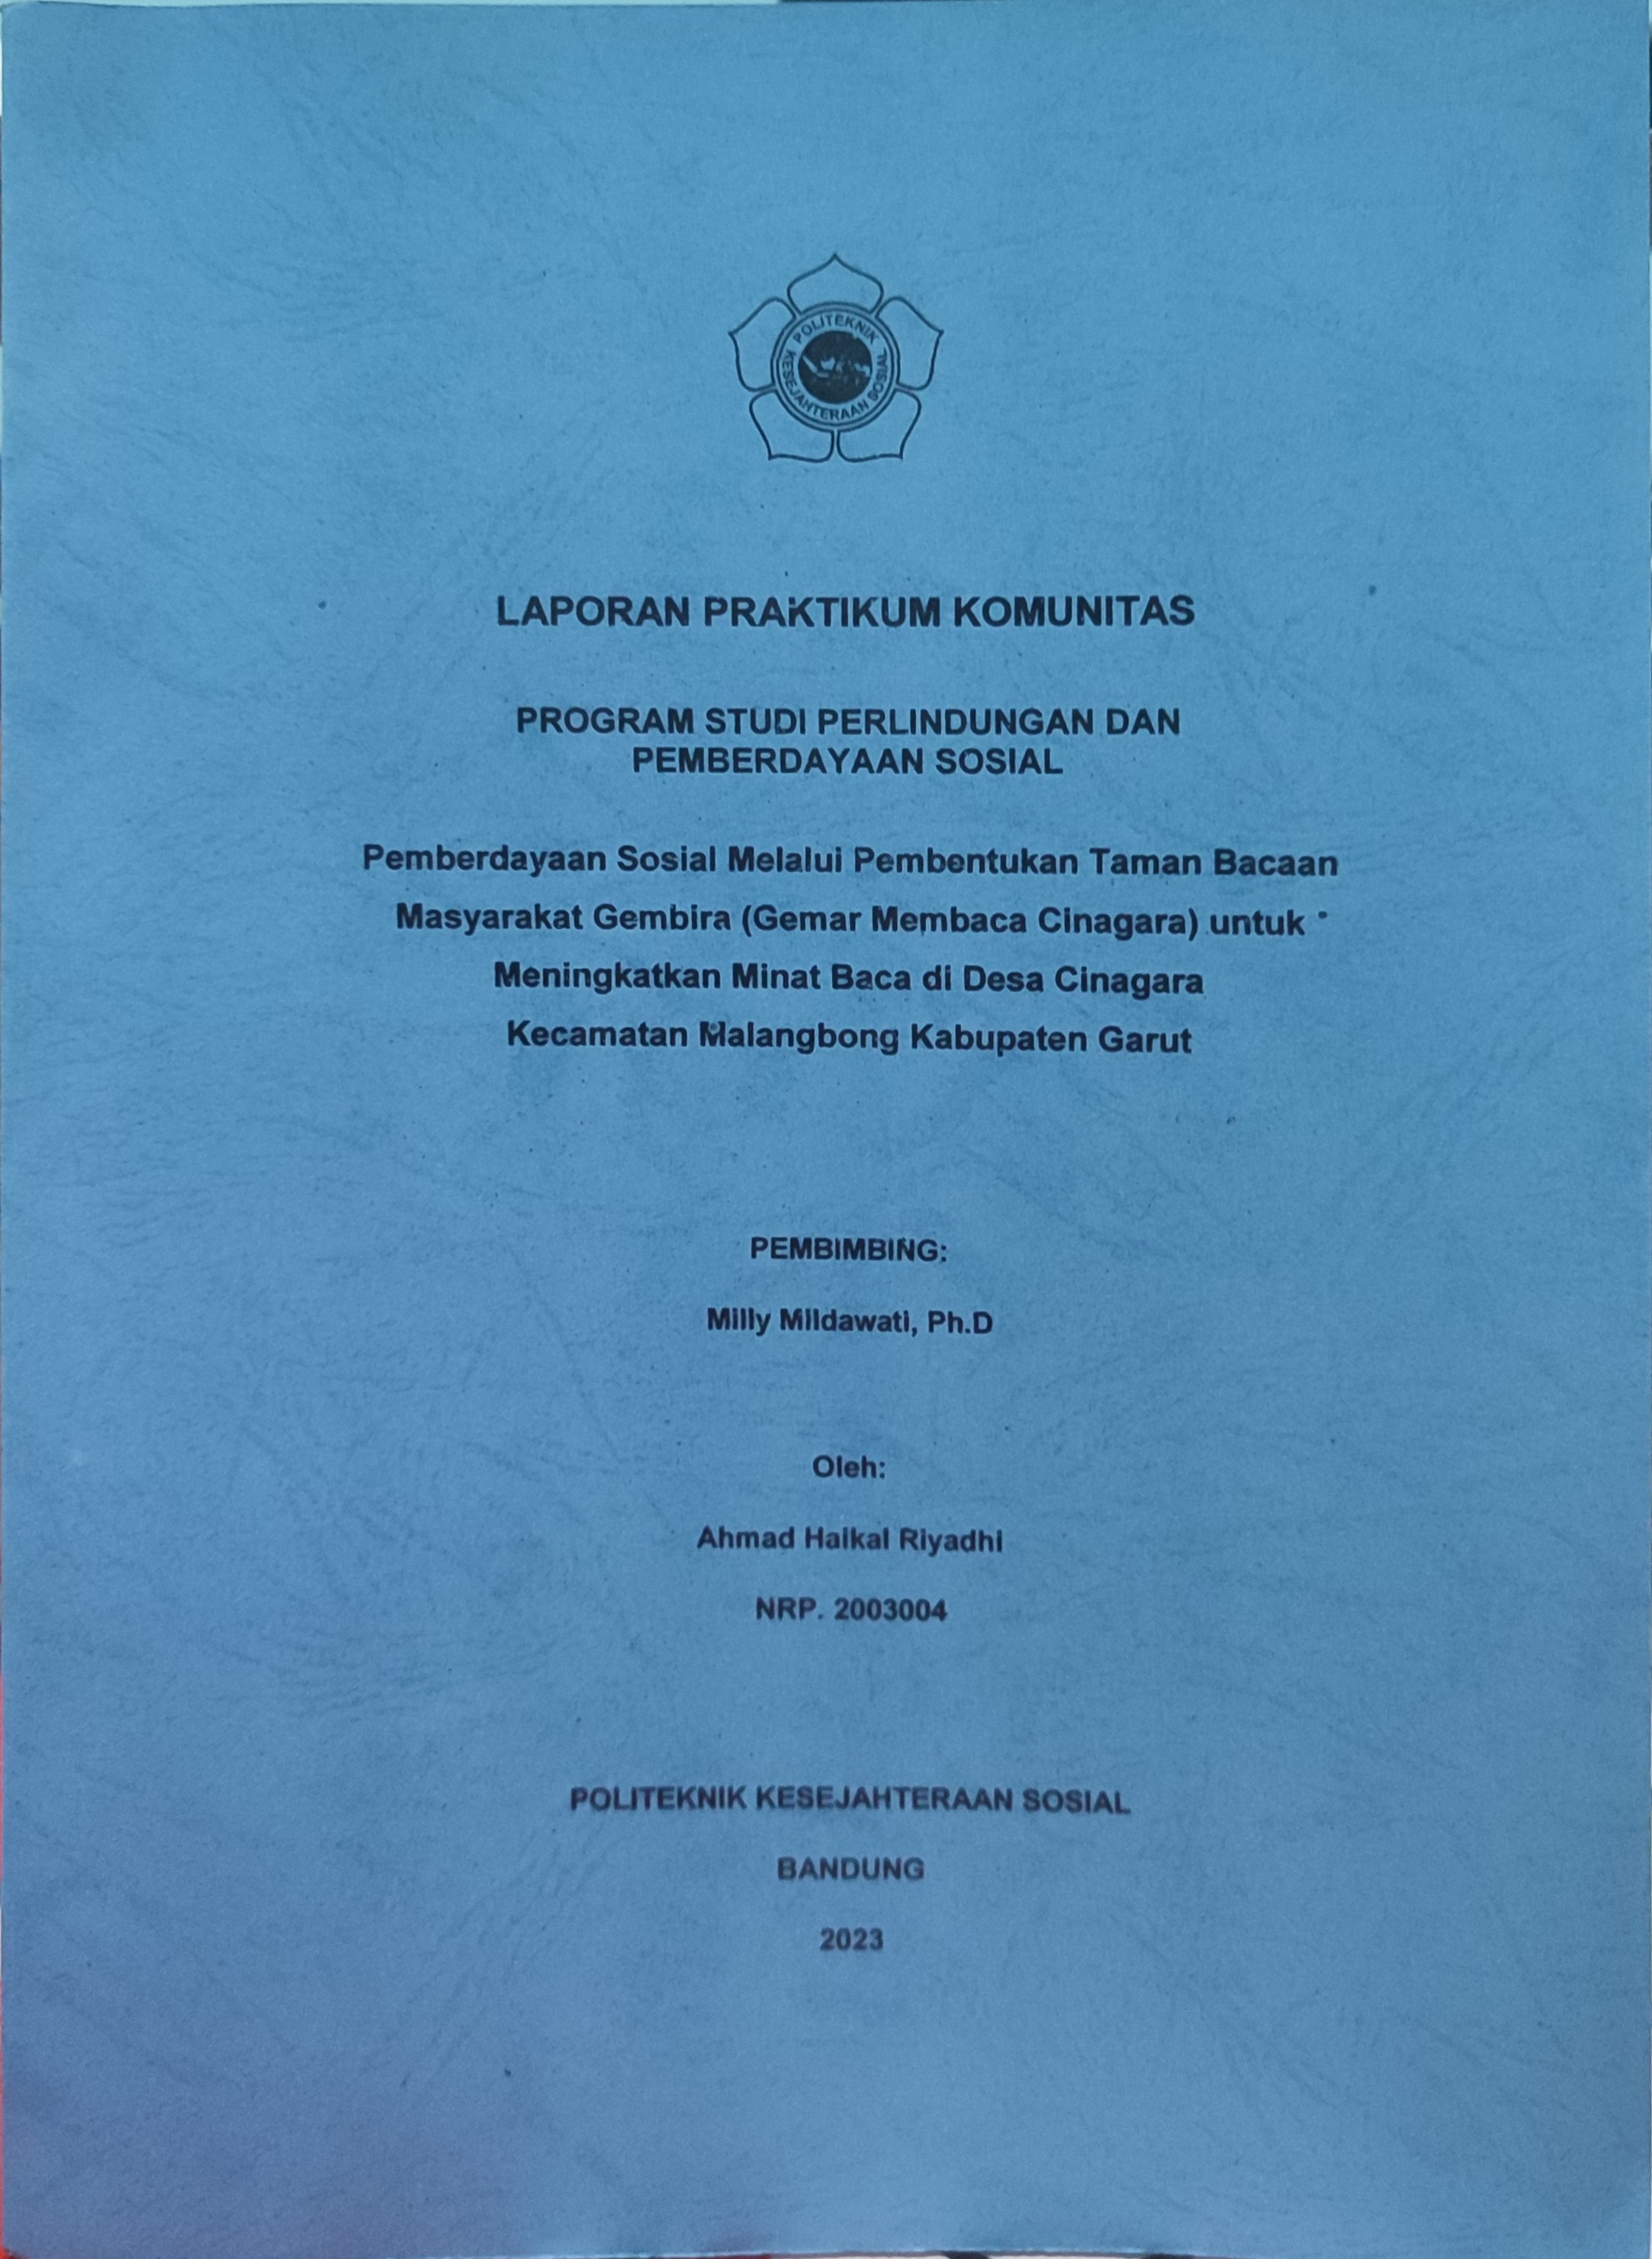 POLITEKNIK
KESEJAHTERAAN SOSIAL
LAPORAN PRAKTIKUM KOMUNITAS
PROGRAM STUDI PERLINDUNGAN DAN
PEMBERDAYAAN SOSIAL
Pemberdayaan Sosial Melalui Pembentukan Taman Bacaan
Masyarakat Gembira (Gemar Membaca Cinagara) untuk
Meningkatkan Minat Baca di Desa Cinagara
Kecamatan Malangbong Kabupaten Garut
PEMBIMBING:
Milly Mildawati, Ph.D
Oleh:
Ahmad Haikal Riyadhi
NRP. 2003004
POLITEKNIK KESEJAHTERAAN SOSIAL
BANDUNG
2023